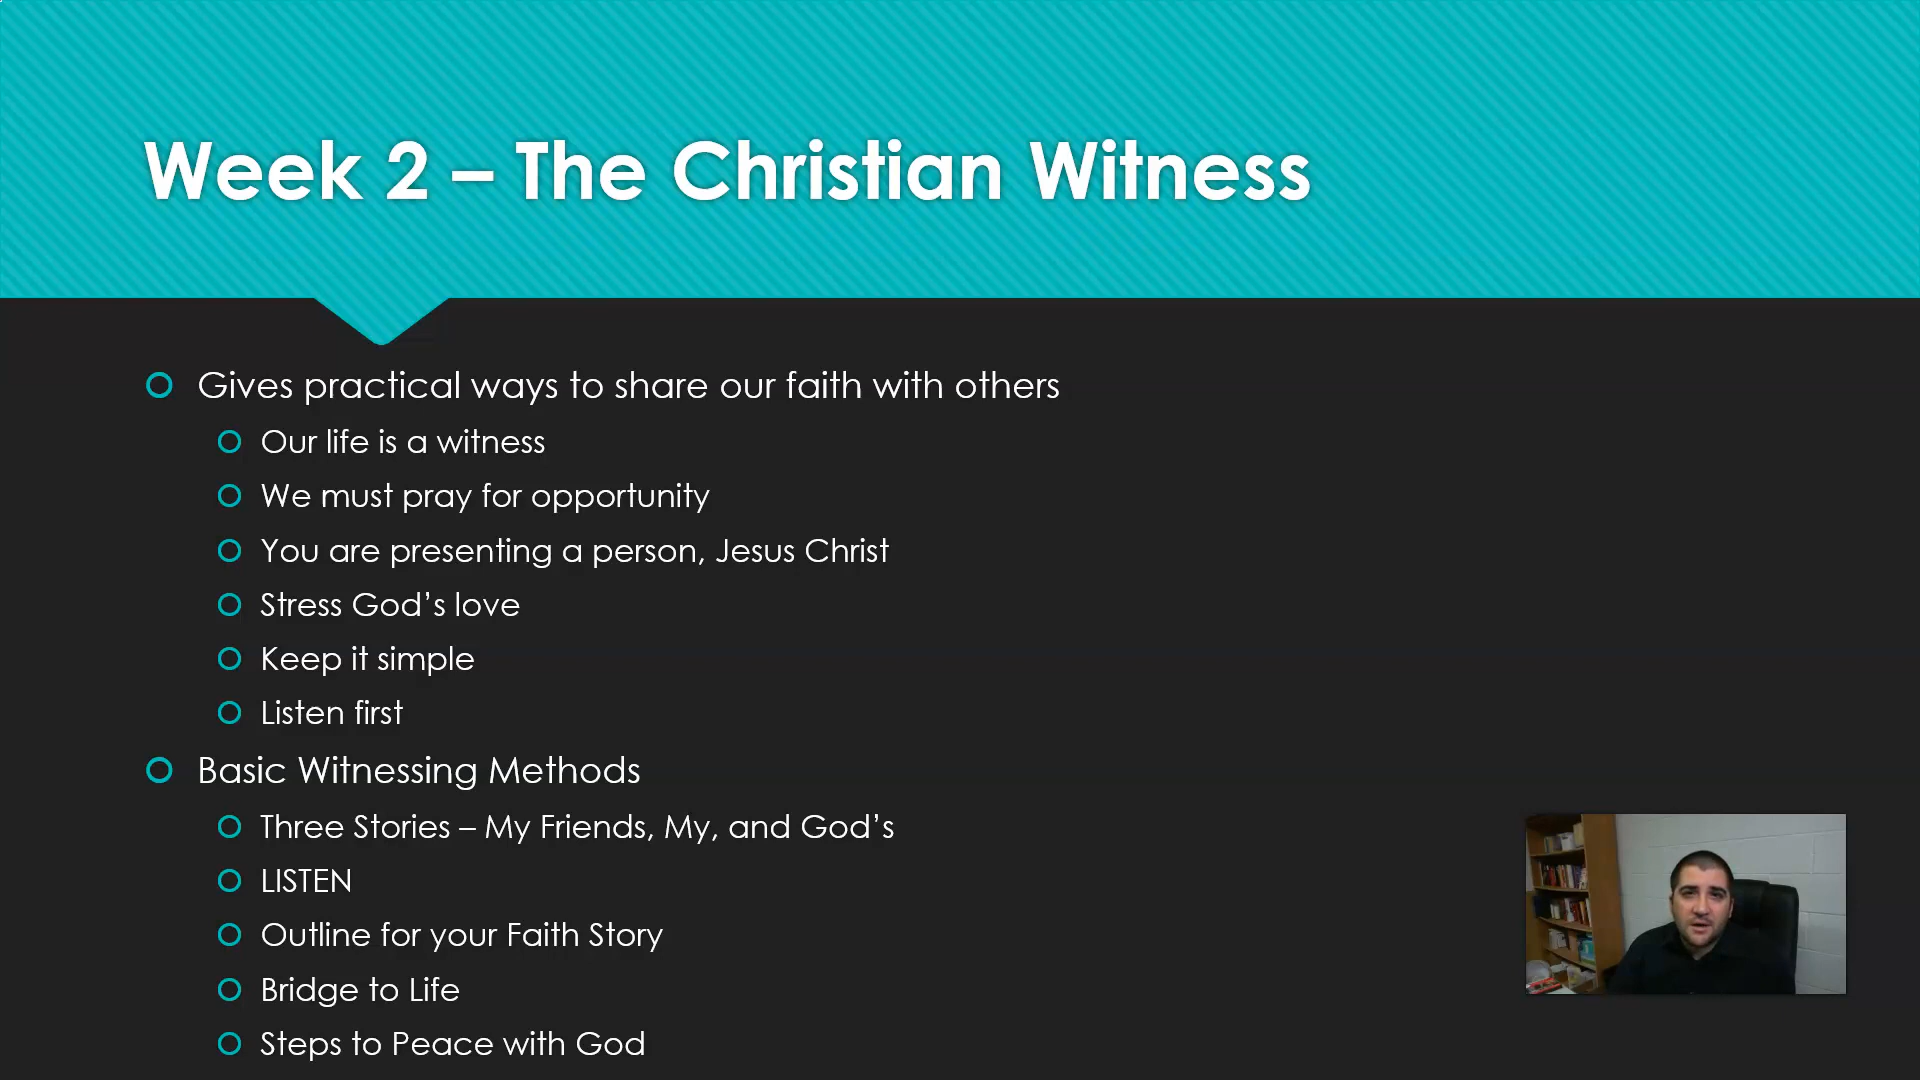 Week 2 – The Christian Witness
Gives practical ways to share our faith with others
Our life is a witness
We must pray for opportunity
You are presenting a person, Jesus Christ
Stress God’s love
Keep it simple
Listen first
Basic Witnessing Methods
Three Stories – My Friends, My, and God’s
LISTEN
Outline for your Faith Story
Bridge to Life
Steps to Peace with God